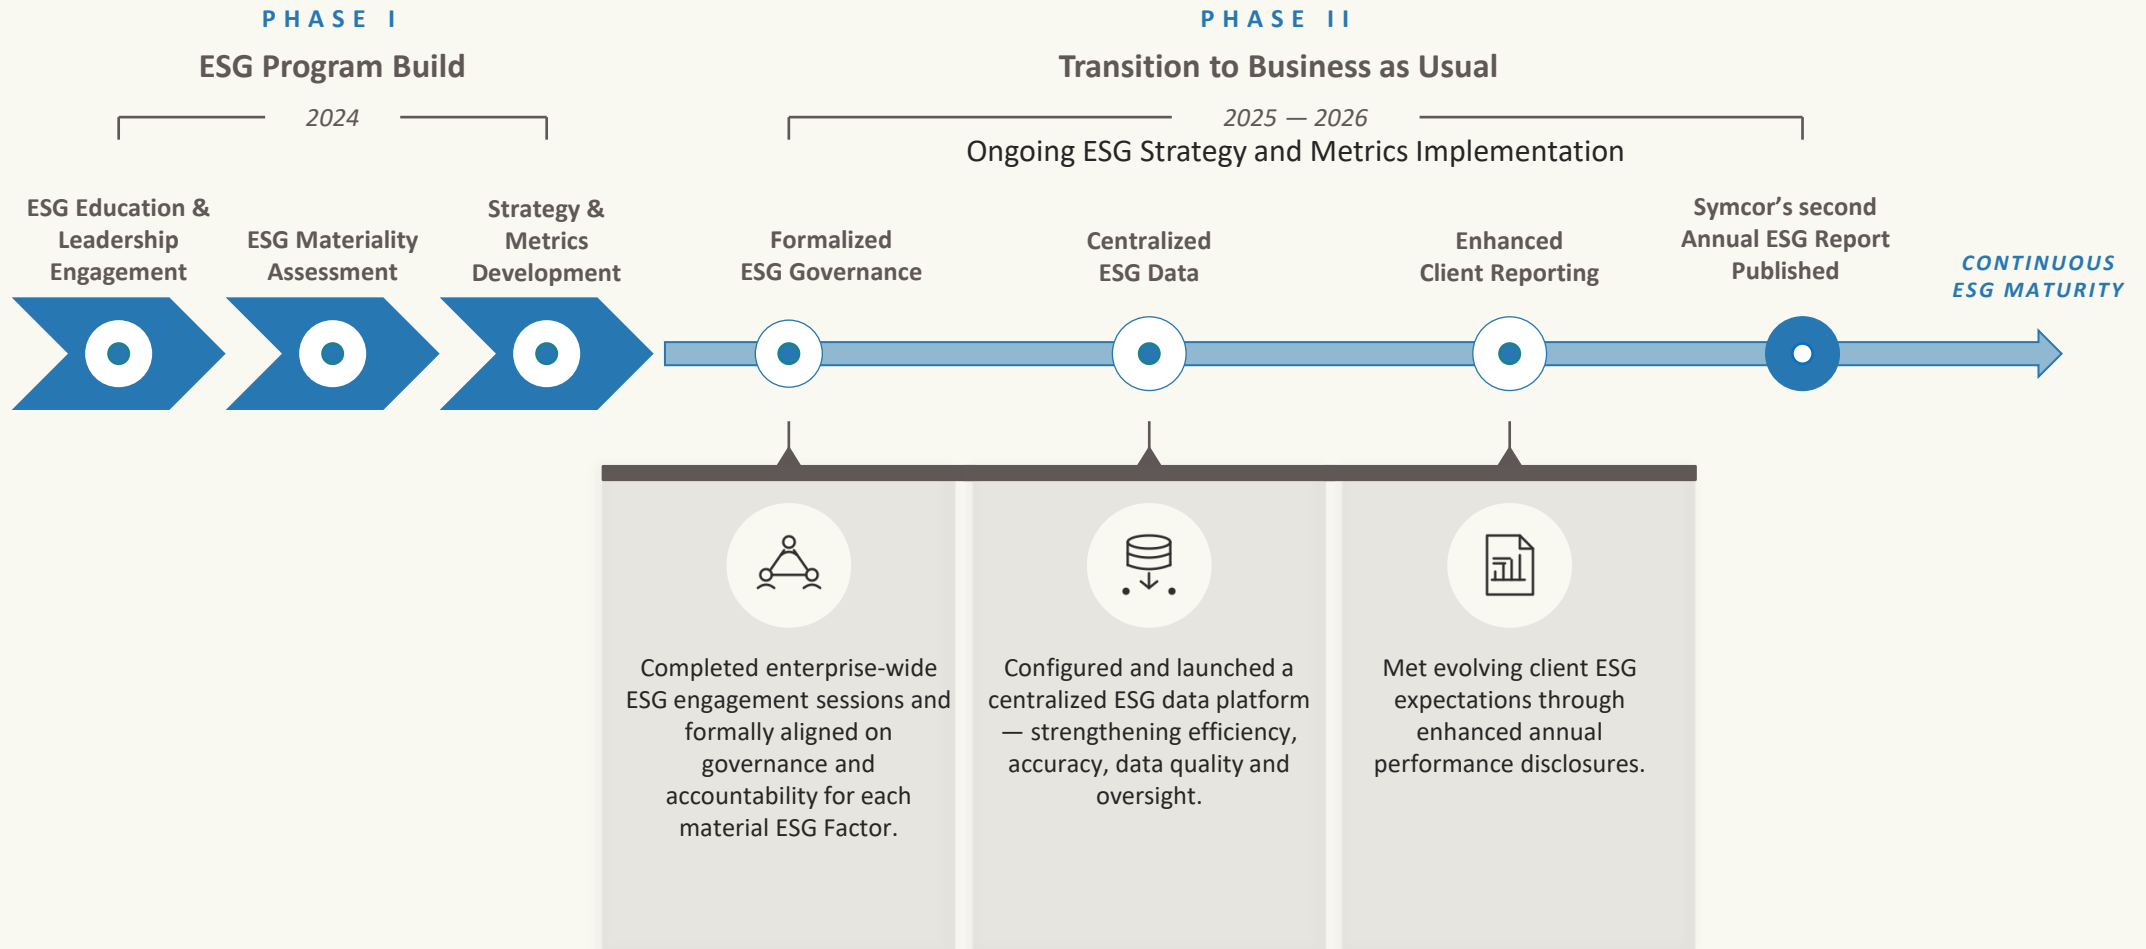 PHASE I
ESG Program Build
2024
PHASE II
Transition to Business as Usual
2025 — 2026
Ongoing ESG Strategy and Metrics Implementation
ESG Education &
Leadership
Engagement
ESG Materiality
Assessment
Strategy &
Metrics
Development
Formalized
ESG Governance
Centralized
ESG Data
Enhanced
Client Reporting
Symcor’s second
Annual ESG Report
Published
CONTINUOUS
ESG MATURITY
Completed enterprise-wide
ESG engagement sessions and
formally aligned on
governance and
accountability for each
material ESG Factor.
Configured and launched a
centralized ESG data platform
— strengthening efficiency,
accuracy, data quality and
oversight.
Met evolving client ESG
expectations through
enhanced annual
performance disclosures.